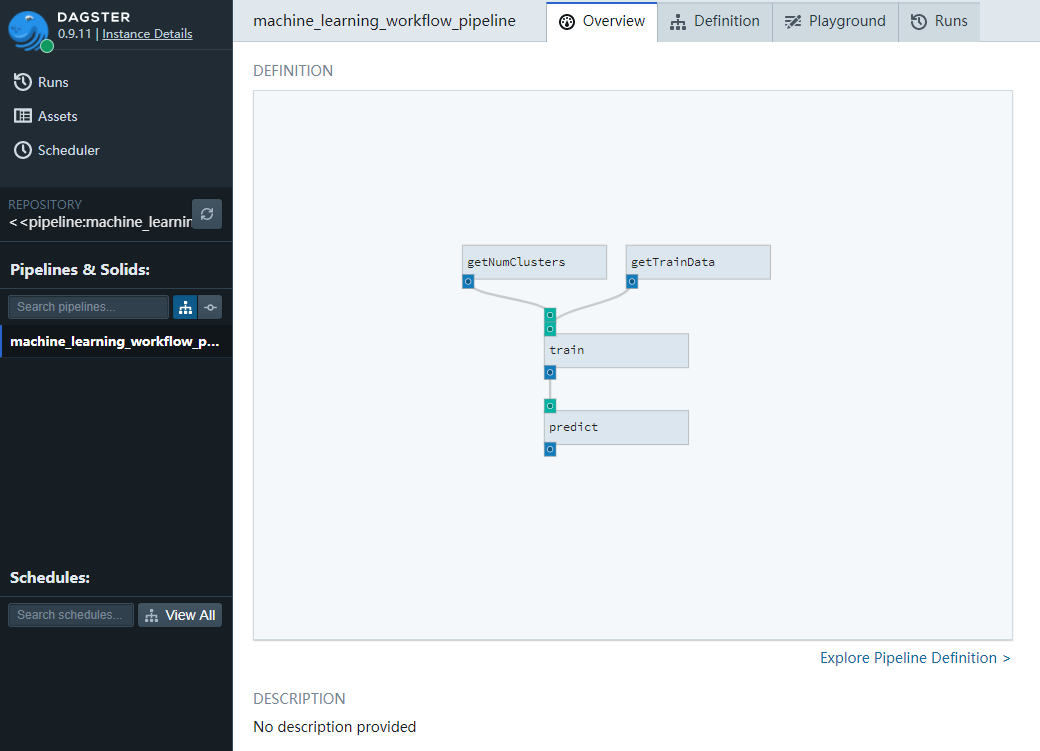 DAGSTER
0.9.11 | Instance Details
Runs
Assets
Scheduler
REPOSITORY
<<pipeline:machine_learnin
Pipelines & Solids:
Search pipelines...
machine_learning_workflow_p...
Schedules:
Search schedules...
View All
machine_learning_workflow_pipeline
Overview
Definition
Playground
Runs
DEFINITION
getNumClusters
getTrainData
train
predict
Explore Pipeline Definition >
DESCRIPTION
No description provided